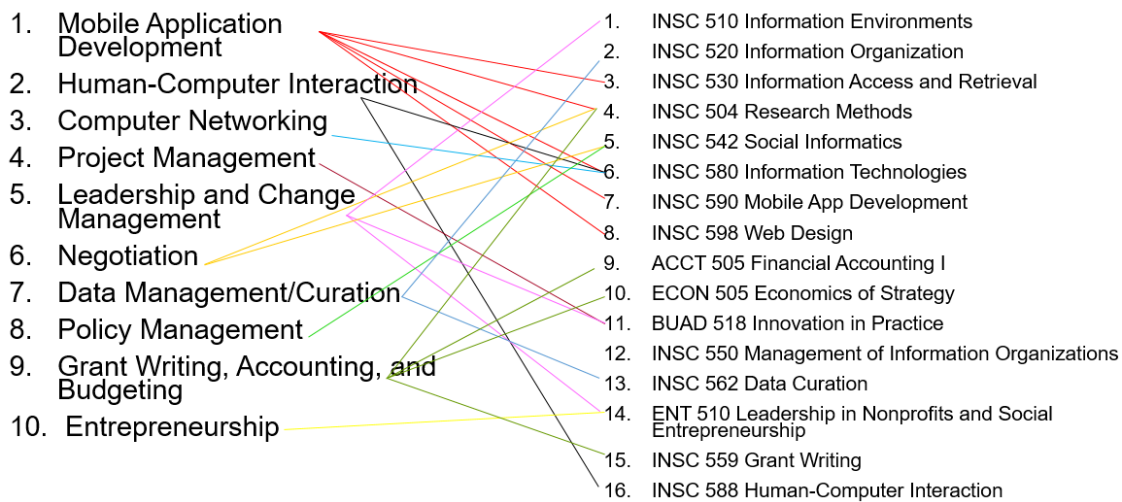 1. Mobile Application
Development
2. Human-Computer Interaction
3. Computer Networking
4. Project Management
5. Leadership and Change
Management
6. Negotiation
7. Data Management/Curation
8. Policy Management
9. Grant Writing, Accounting, and
Budgeting
10. Entrepreneurship
1. INSC 510 Information Environments
2. INSC 520 Information Organization
3. INSC 530 Information Access and Retrieval
4. INSC 504 Research Methods
5. INSC 542 Social Informatics
6. INSC 580 Information Technologies
7. INSC 590 Mobile App Development
8. INSC 598 Web Design
9. ACCT 505 Financial Accounting I
10. ECON 505 Economics of Strategy
11. BUAD 518 Innovation in Practice
12. INSC 550 Management of Information Organizations
13. INSC 562 Data Curation
14. ENT 510 Leadership in Nonprofits and Social
Entrepreneurship
15. INSC 559 Grant Writing
16. INSC 588 Human-Computer Interaction